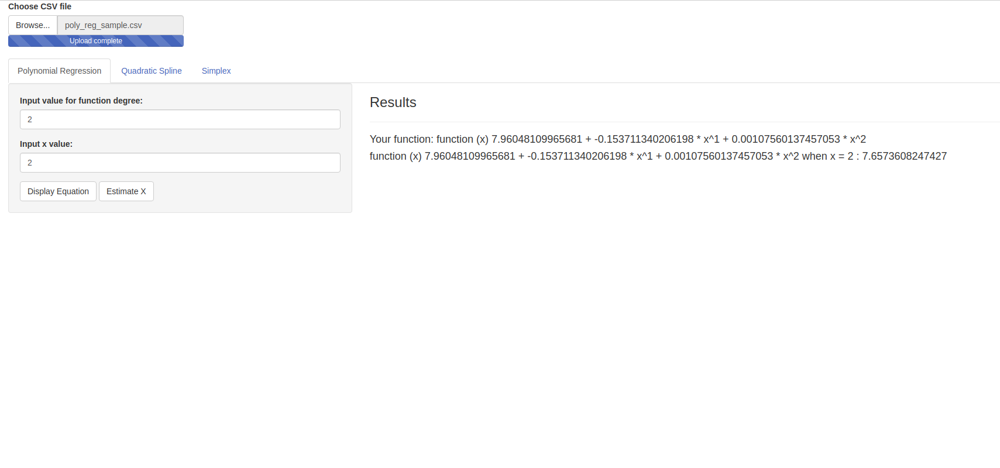 Choose CSV file
Browse... poly_reg_sample.csv
Upload complete
Polynomial Regression Quadratic Spline Simplex
Input value for function degree:
2
Input x value:
2
Display Equation Estimate X
Results
Your function: function (x) 7.96048109965681 + -0.153711340206198 * x^1 + 0.00107560137457053 * x^2
function (x) 7.96048109965681 + -0.153711340206198 * x^1 + 0.00107560137457053 * x^2 when x = 2 : 7.6573608247427